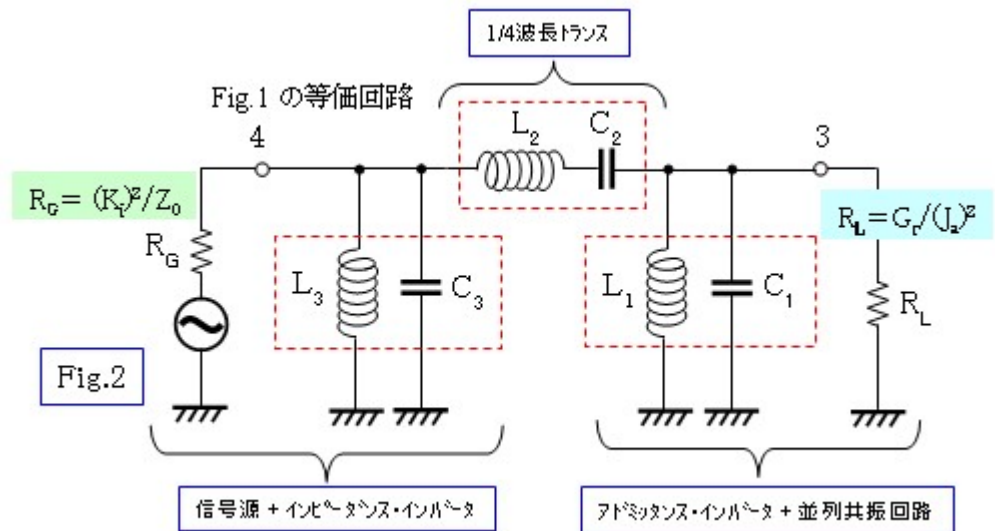 1/4波長トランス
Fig.1 の等価回路
4
L2
C2
3
RG = (K1)²/Z0
RL = Gr/(Ja)²
RG
L3
C3
L1
C1
RL
Fig.2
信号源 + インピーダンス・インバータ
アドミッタンス・インバータ + 並列共振回路